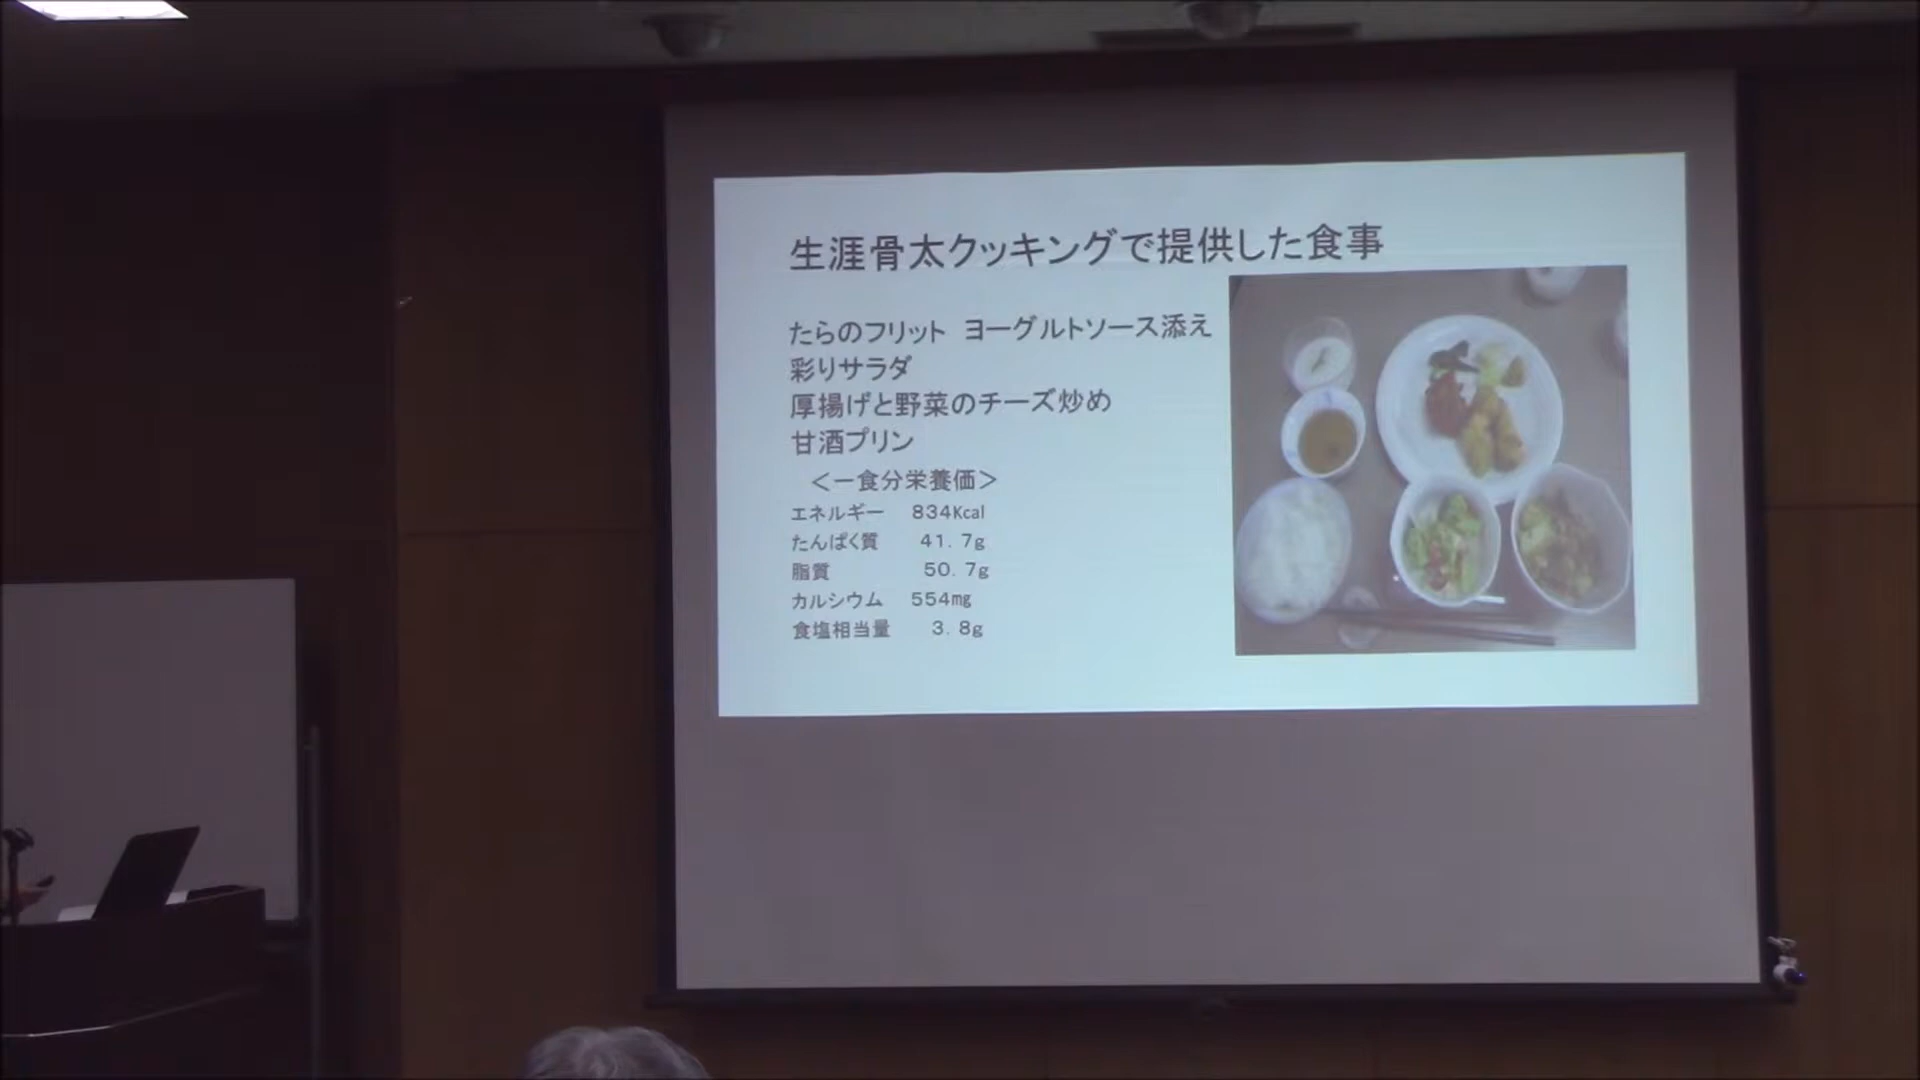 生涯骨太クッキングで提供した食事
たらのフリット　ヨーグルトソース添え
彩りサラダ
厚揚げと野菜のチーズ炒め
甘酒プリン
＜一食分栄養価＞
エネルギー　834Kcal
たんぱく質　41．7g
脂質　50．7g
カルシウム　554㎎
食塩相当量　3．8g